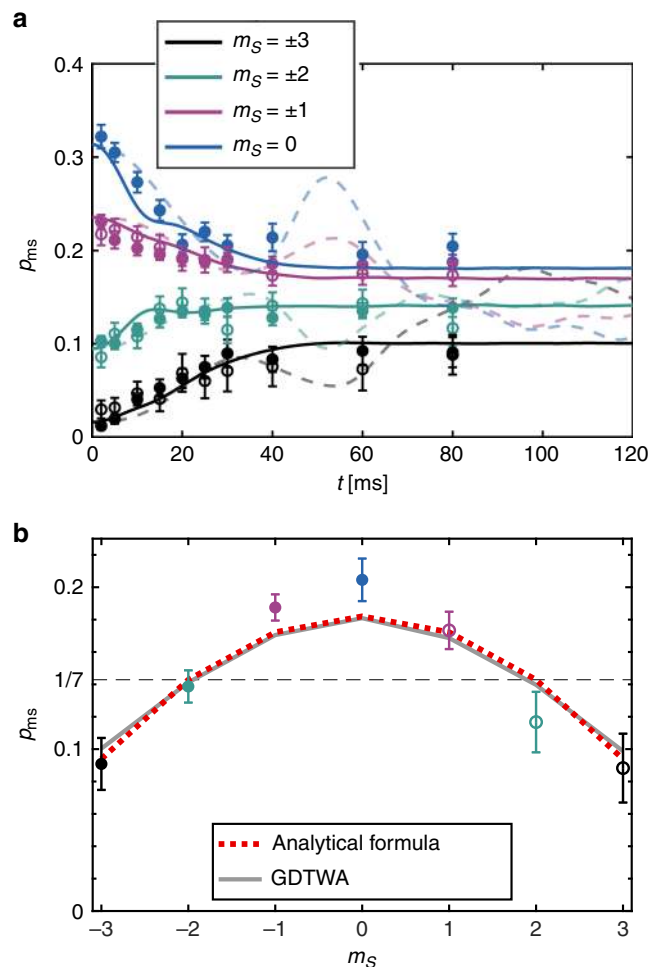 a
m_S = ±3
m_S = ±2
m_S = ±1
m_S = 0
0.4
0.3
0.2
0.1
0
p_ms
0 20 40 60 80 100 120
t [ms]
b
0.2
1/7
0.1
0
p_ms
Analytical formula
GDTWA
−3 −2 −1 0 1 2 3
m_S